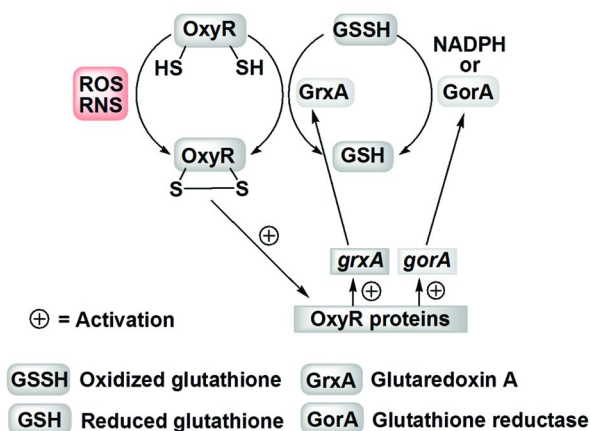 OxyR
GSSH
HS
SH
NADPH
or
ROS
RNS
GrxA
GorA
OxyR
GSH
S
S
grxA
gorA
OxyR proteins
= Activation
GSSH Oxidized glutathione
GrxA Glutaredoxin A
GSH Reduced glutathione
GorA Glutathione reductase